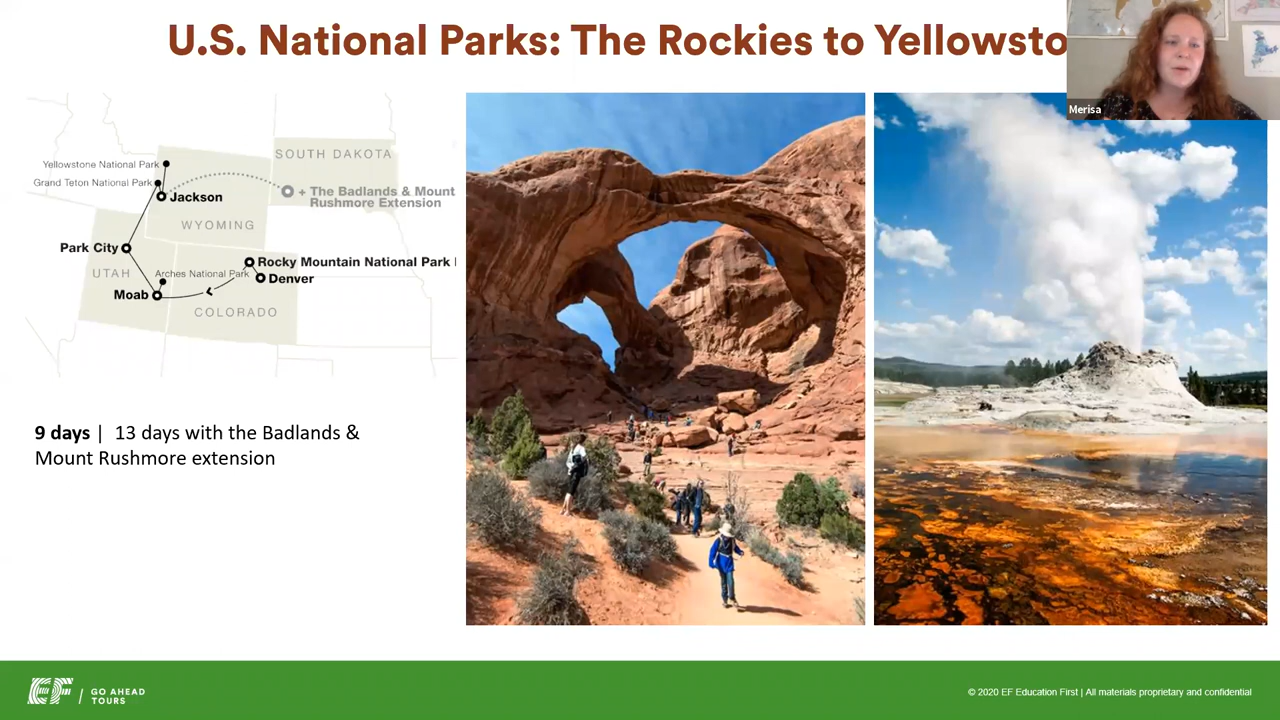 U.S. National Parks: The Rockies to Yellowsto
Merisa
SOUTH DAKOTA
Yellowstone National Park
Grand Teton National Park
Jackson
+ The Badlands & Mount
Rushmore Extension
WYOMING
Park City
Rocky Mountain National Park
UTAH
Arches National Park
Denver
Moab
COLORADO
9 days | 13 days with the Badlands &
Mount Rushmore extension
EF / GO AHEAD
TOURS
© 2020 EF Education First | All materials proprietary and confidential